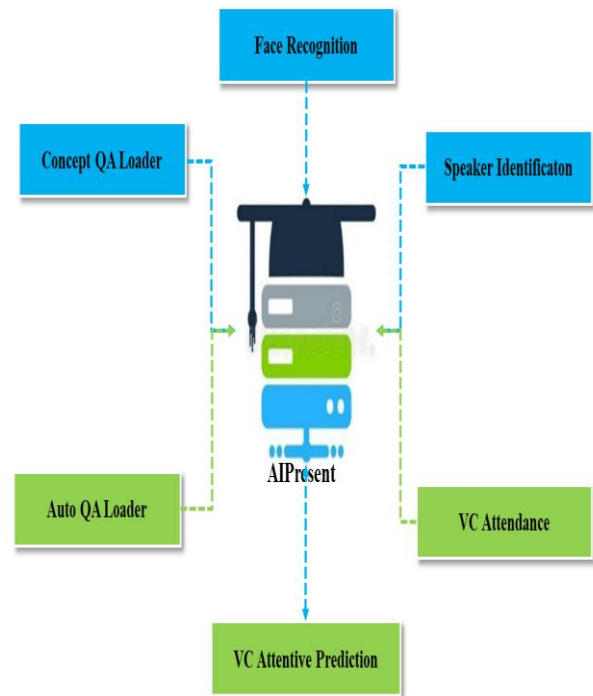 Face Recognition
Concept QA Loader
Speaker Identificaton
AIPresent
Auto QA Loader
VC Attendance
VC Attentive Prediction